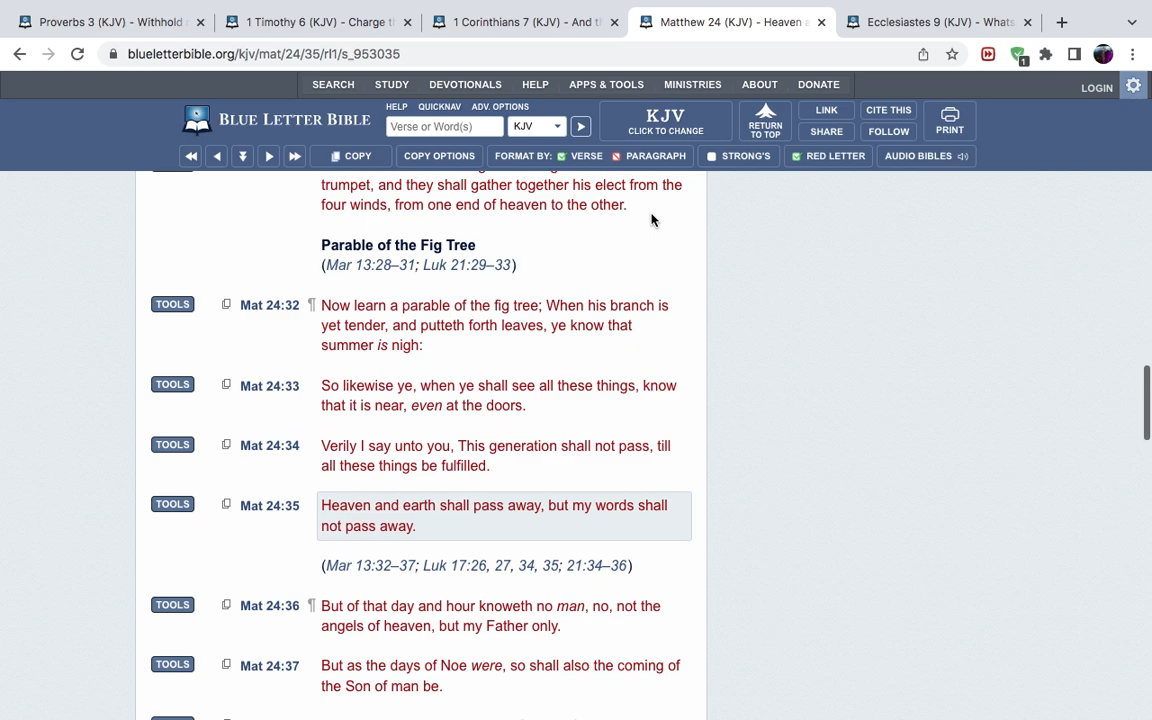 Proverbs 3 (KJV) - Withhold
1 Timothy 6 (KJV) - Charge t
1 Corinthians 7 (KJV) - And t
Matthew 24 (KJV) - Heaven a
Ecclesiastes 9 (KJV) - Whats
blueletterbible.org/kjv/mat/24/35/rl1/s_953035
1
SEARCH STUDY DEVOTIONALS HELP APPS & TOOLS MINISTRIES ABOUT DONATE LOGIN
BLUE LETTER BIBLE
HELP QUICKNAV ADV. OPTIONS
Verse or Word(s) KJV
KJV
CLICK TO CHANGE
RETURN
TO TOP
LINK CITE THIS
SHARE FOLLOW
PRINT
COPY COPY OPTIONS FORMAT BY: VERSE PARAGRAPH STRONG'S RED LETTER AUDIO BIBLES
trumpet, and they shall gather together his elect from the
four winds, from one end of heaven to the other.
Parable of the Fig Tree
(Mar 13:28–31; Luk 21:29–33)
TOOLS Mat 24:32 ¶ Now learn a parable of the fig tree; When his branch is
yet tender, and putteth forth leaves, ye know that
summer is nigh:
TOOLS Mat 24:33 So likewise ye, when ye shall see all these things, know
that it is near, even at the doors.
TOOLS Mat 24:34 Verily I say unto you, This generation shall not pass, till
all these things be fulfilled.
TOOLS Mat 24:35 Heaven and earth shall pass away, but my words shall
not pass away.
(Mar 13:32–37; Luk 17:26, 27, 34, 35; 21:34–36)
TOOLS Mat 24:36 ¶ But of that day and hour knoweth no man, no, not the
angels of heaven, but my Father only.
TOOLS Mat 24:37 But as the days of Noe were, so shall also the coming of
the Son of man be.